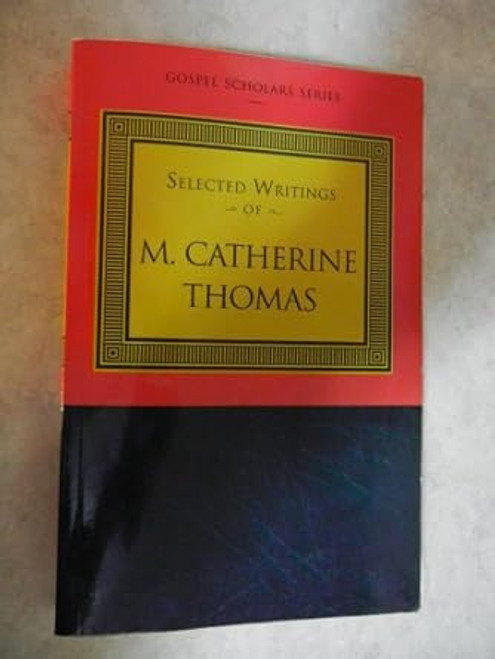 GOSPEL SCHOLARS SERIES
SELECTED WRITINGS
OF
M. CATHERINE
THOMAS